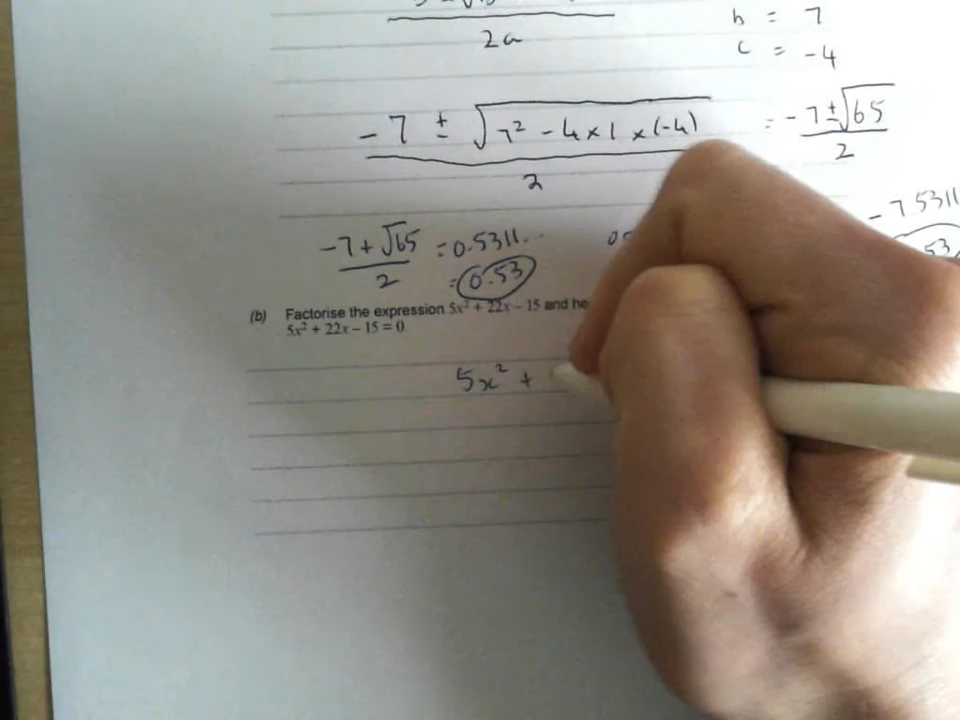 2a
b = 7
c = -4
-7 ± √7² - 4 × 1 × (-4)
2
= -7 ± √65
2
-7 + √65 = 0.5311..
2
= 0.53
- 7.5311
53
(b) Factorise the expression 5x² + 22x – 15 and he
5x² + 22x – 15 = 0
5x² +